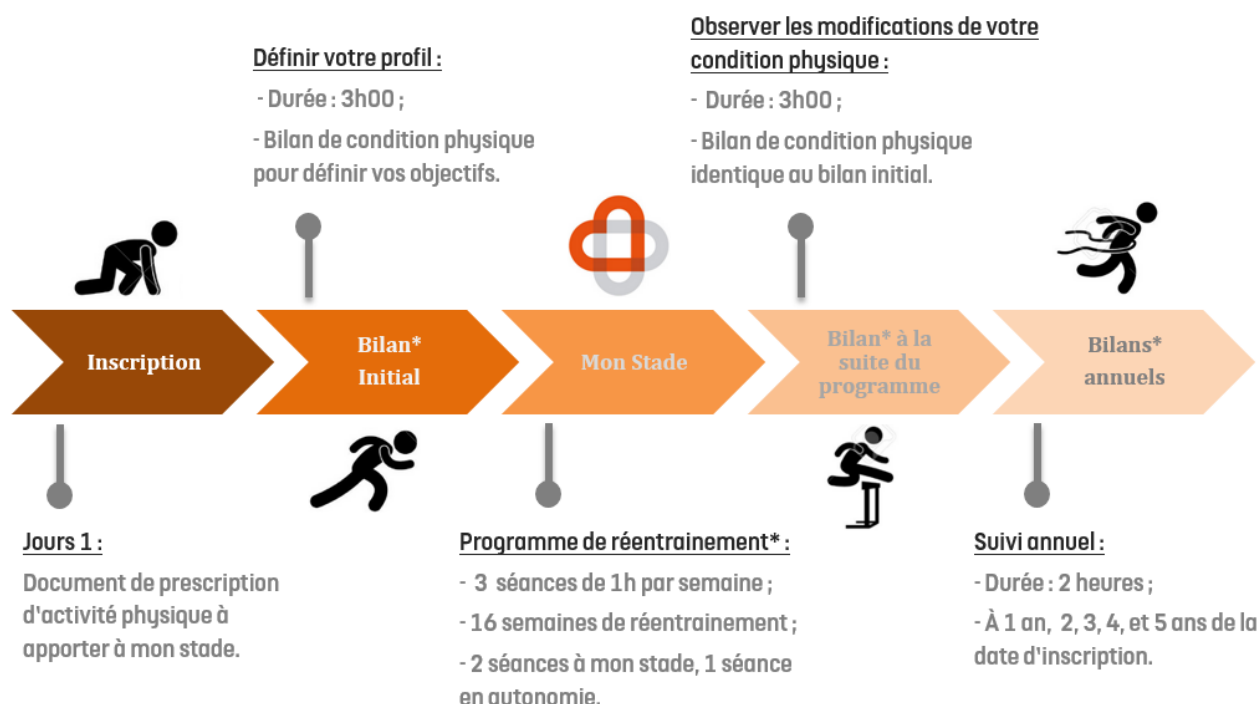 Définir votre profil :
- Durée : 3h00 ;
- Bilan de condition physique
pour définir vos objectifs.
Observer les modifications de votre
condition physique :
- Durée : 3h00 ;
- Bilan de condition physique
identique au bilan initial.
Inscription
Bilan*
Initial
Mon Stade
Bilan* à la
suite du
programme
Bilans*
annuels
Jours 1 :
Document de prescription
d'activité physique à
apporter à mon stade.
Programme de réentrainement* :
- 3 séances de 1h par semaine ;
- 16 semaines de réentrainement ;
- 2 séances à mon stade, 1 séance
en autonomie.
Suivi annuel :
- Durée : 2 heures ;
- À 1 an, 2, 3, 4, et 5 ans de la
date d'inscription.